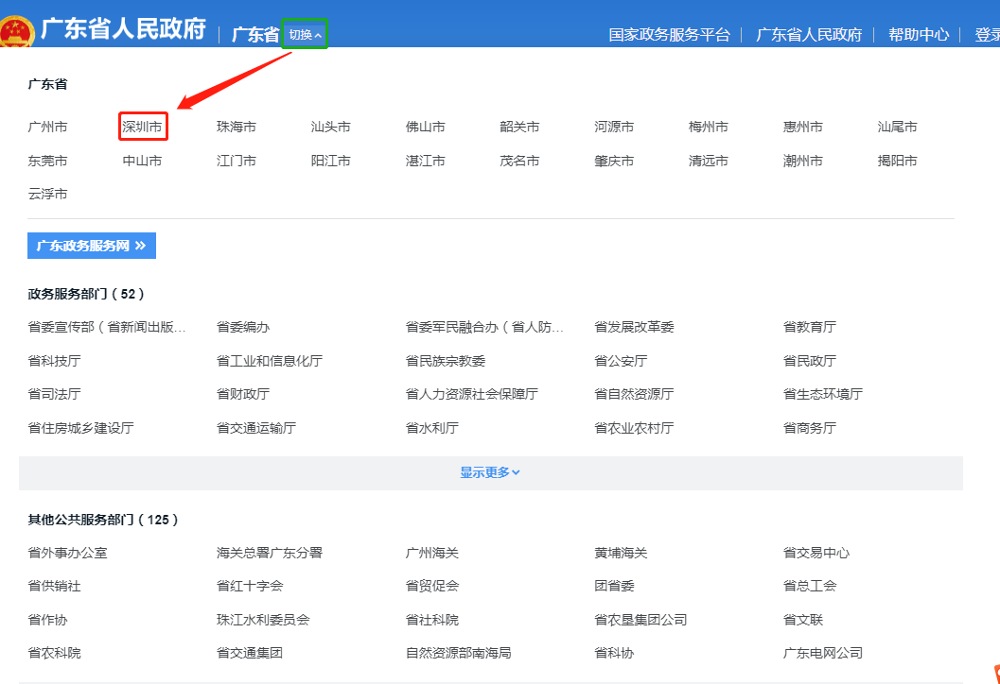 广东省人民政府 广东省 切换 国家政务服务平台 广东省人民政府 帮助中心 登录
广东省
广州市 深圳市 珠海市 汕头市 佛山市 韶关市 河源市 梅州市 惠州市 汕尾市
东莞市 中山市 江门市 阳江市 湛江市 茂名市 肇庆市 清远市 潮州市 揭阳市
云浮市
广东政务服务网 »
政务服务部门（52）
省委宣传部（省新闻出版... 省委编办 省委军民融合办（省人防... 省发展改革委 省教育厅
省科技厅 省工业和信息化厅 省民族宗教委 省公安厅 省民政厅
省司法厅 省财政厅 省人力资源社会保障厅 省自然资源厅 省生态环境厅
省住房城乡建设厅 省交通运输厅 省水利厅 省农业农村厅 省商务厅
显示更多
其他公共服务部门（125）
省外事办公室 海关总署广东分署 广州海关 黄埔海关 省交易中心
省供销社 省红十字会 省贸促会 团省委 省总工会
省作协 珠江水利委员会 省社科院 省农垦集团公司 省文联
省农科院 省交通集团 自然资源部南海局 省科协 广东电网公司